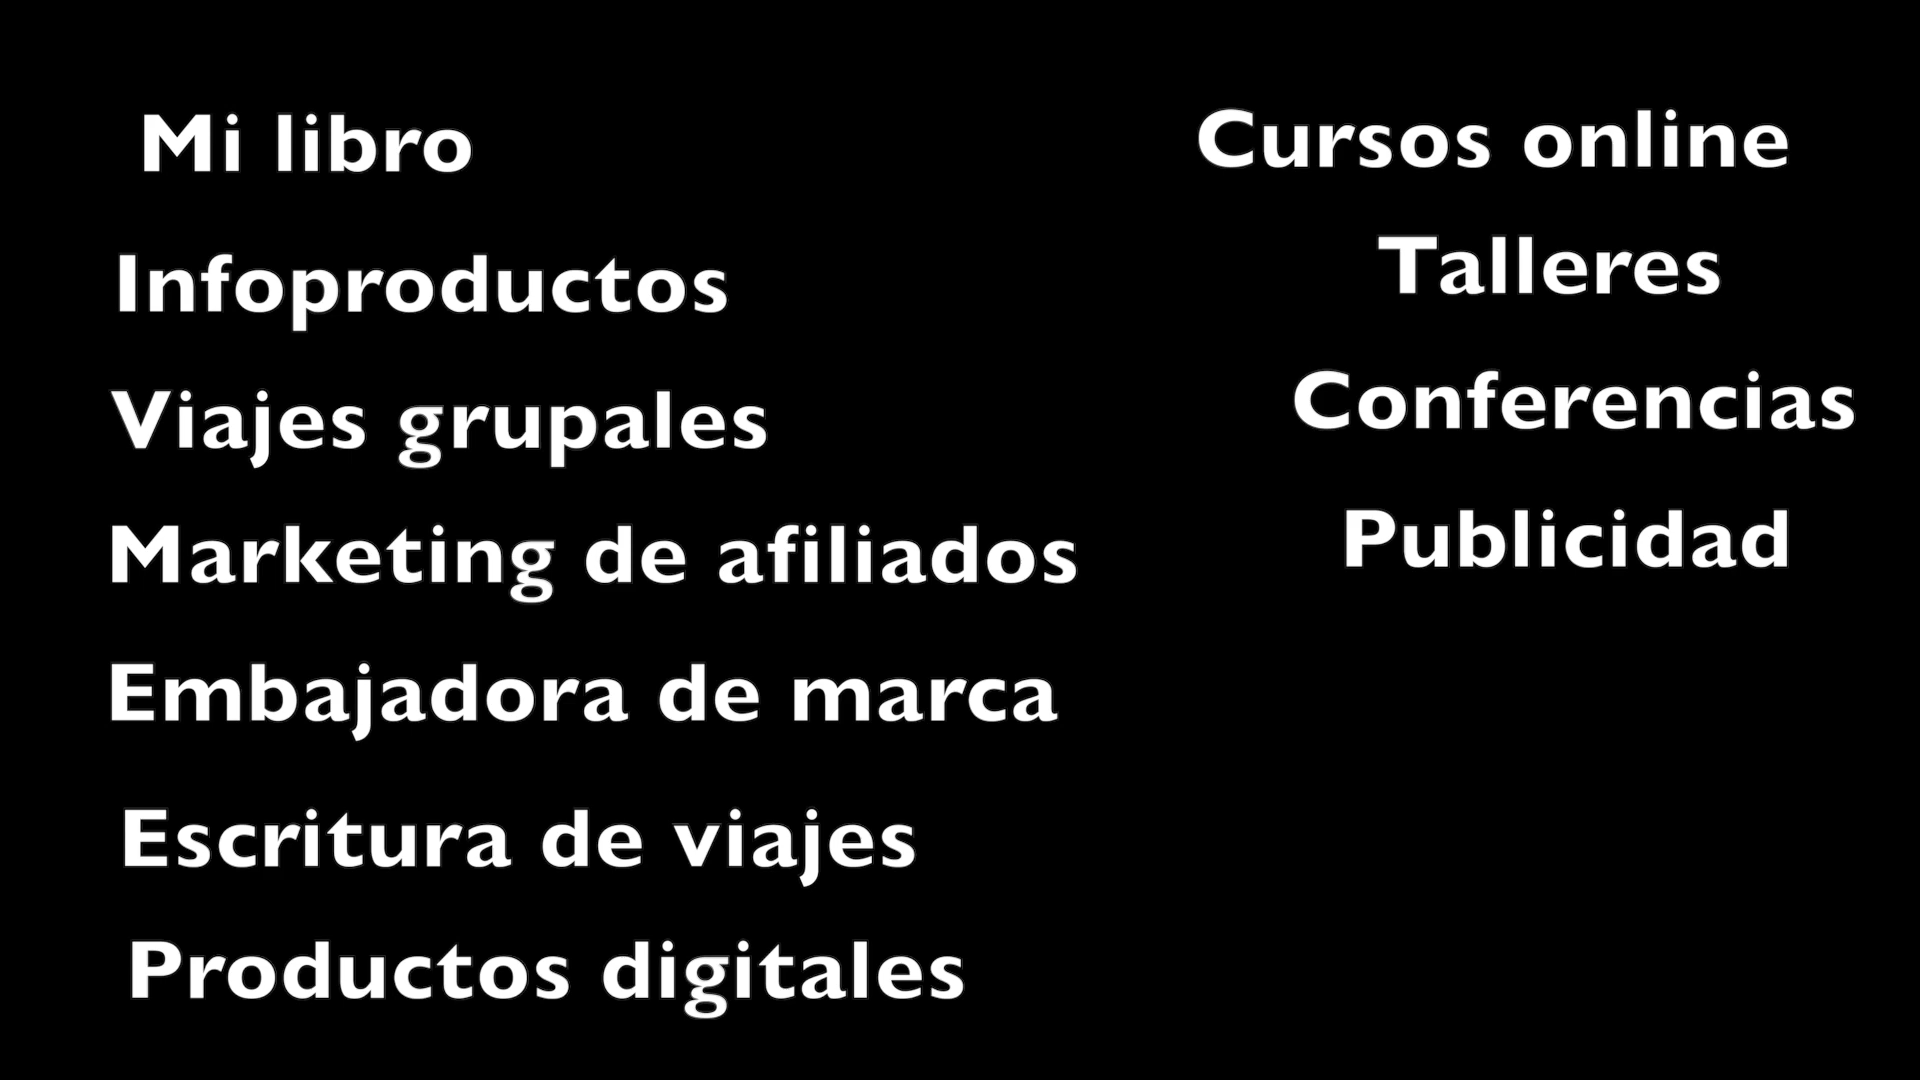 Mi libro
Infoproductos
Viajes grupales
Marketing de afiliados
Embajadora de marca
Escritura de viajes
Productos digitales
Cursos online
Talleres
Conferencias
Publicidad